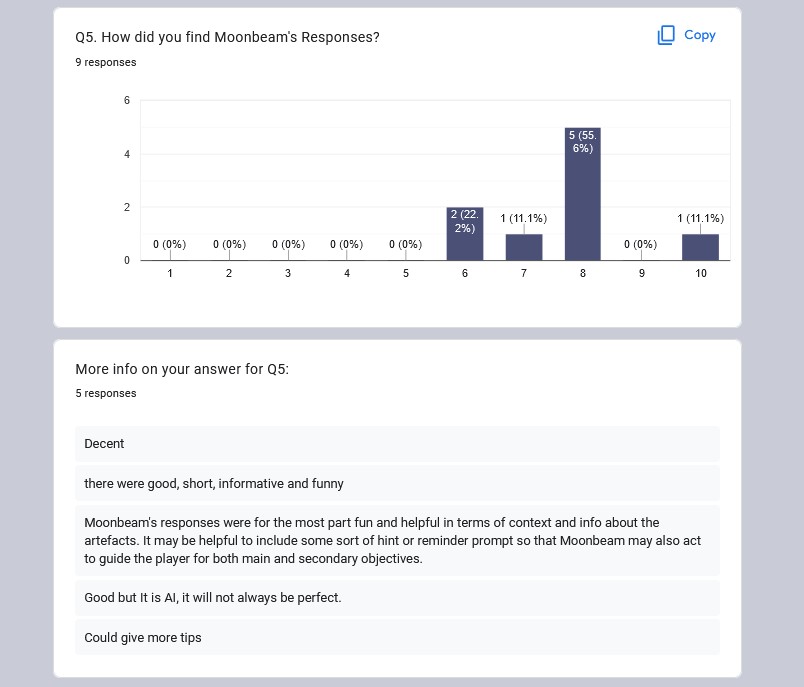 Q5. How did you find Moonbeam's Responses?
Copy
9 responses
6
4
2
0
0 (0%)
0 (0%)
0 (0%)
0 (0%)
0 (0%)
2 (22.
2%)
1 (11.1%)
5 (55.
6%)
0 (0%)
1 (11.1%)
1 2 3 4 5 6 7 8 9 10
More info on your answer for Q5:
5 responses
Decent
there were good, short, informative and funny
Moonbeam's responses were for the most part fun and helpful in terms of context and info about the
artefacts. It may be helpful to include some sort of hint or reminder prompt so that Moonbeam may also act
to guide the player for both main and secondary objectives.
Good but It is AI, it will not always be perfect.
Could give more tips